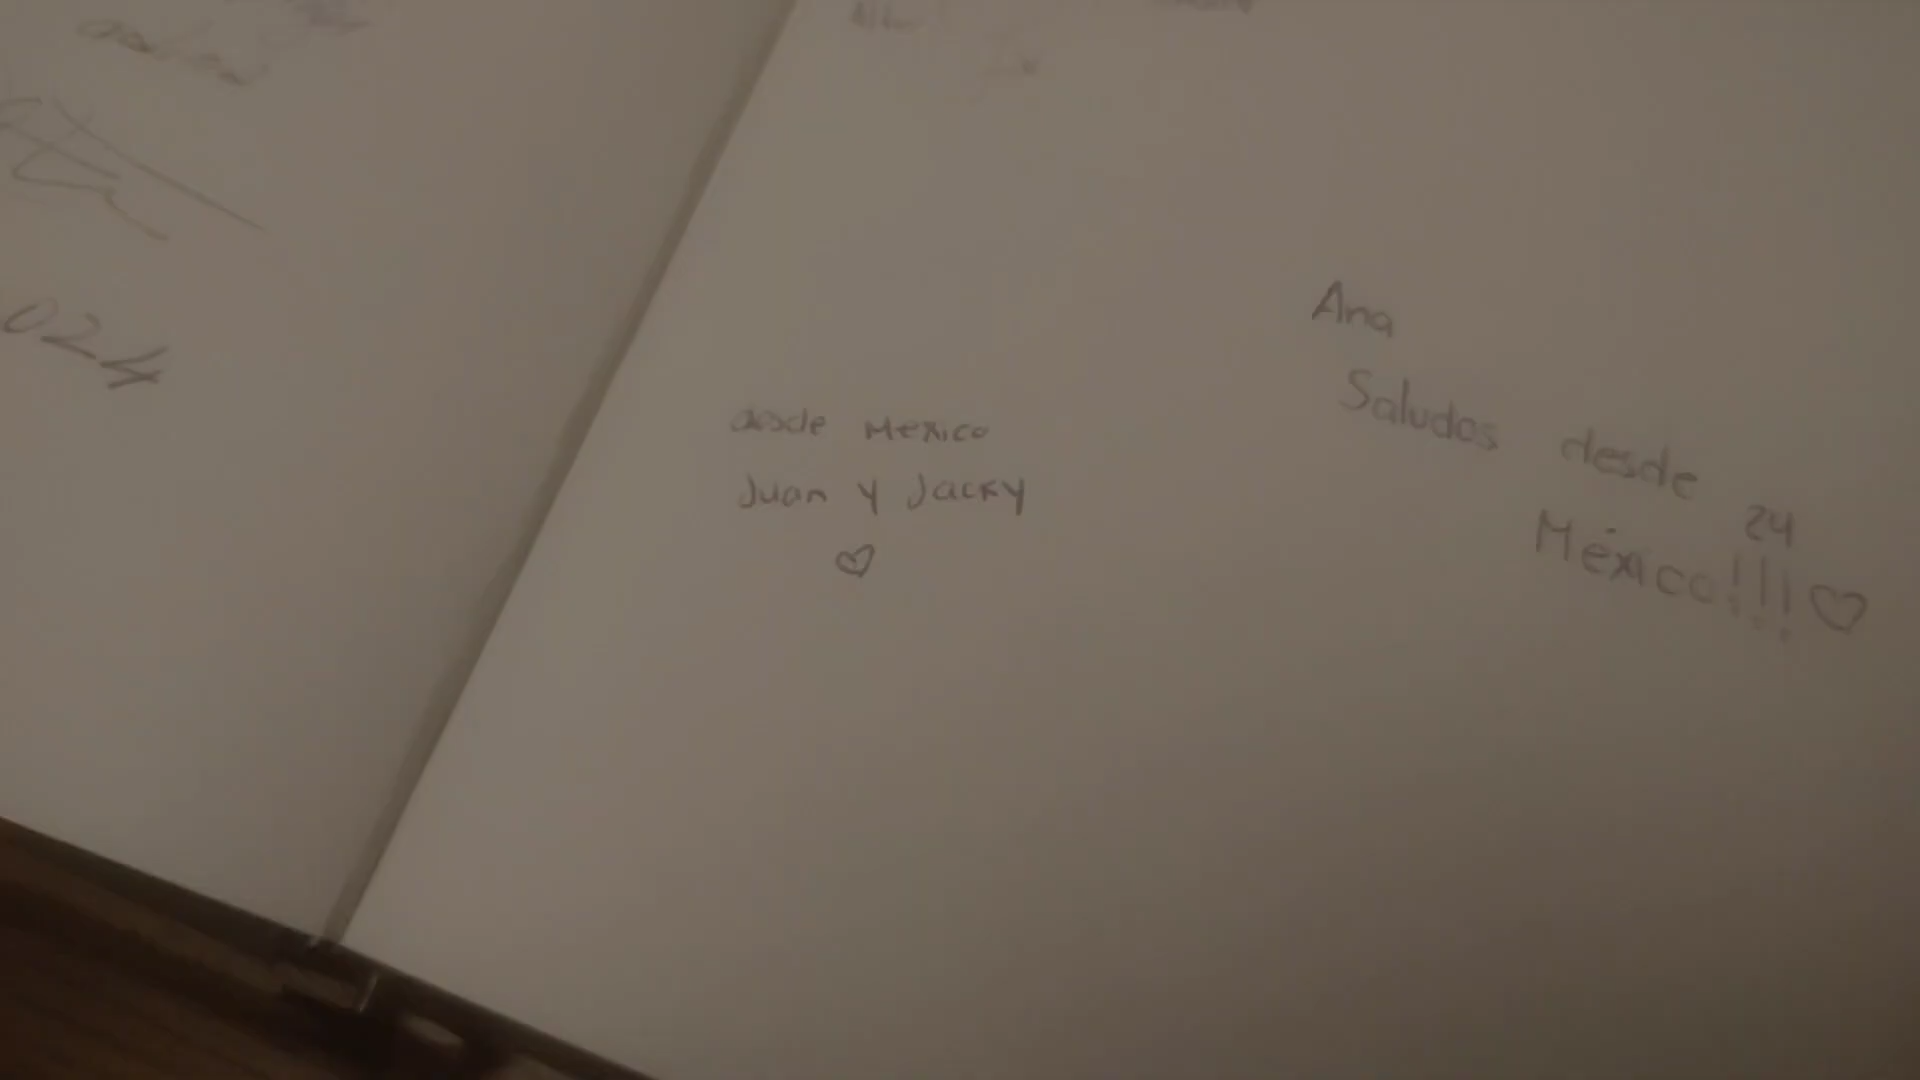 024
desde Mexico
Juan y Jacky
Ana
Saludos desde
24
México!!!